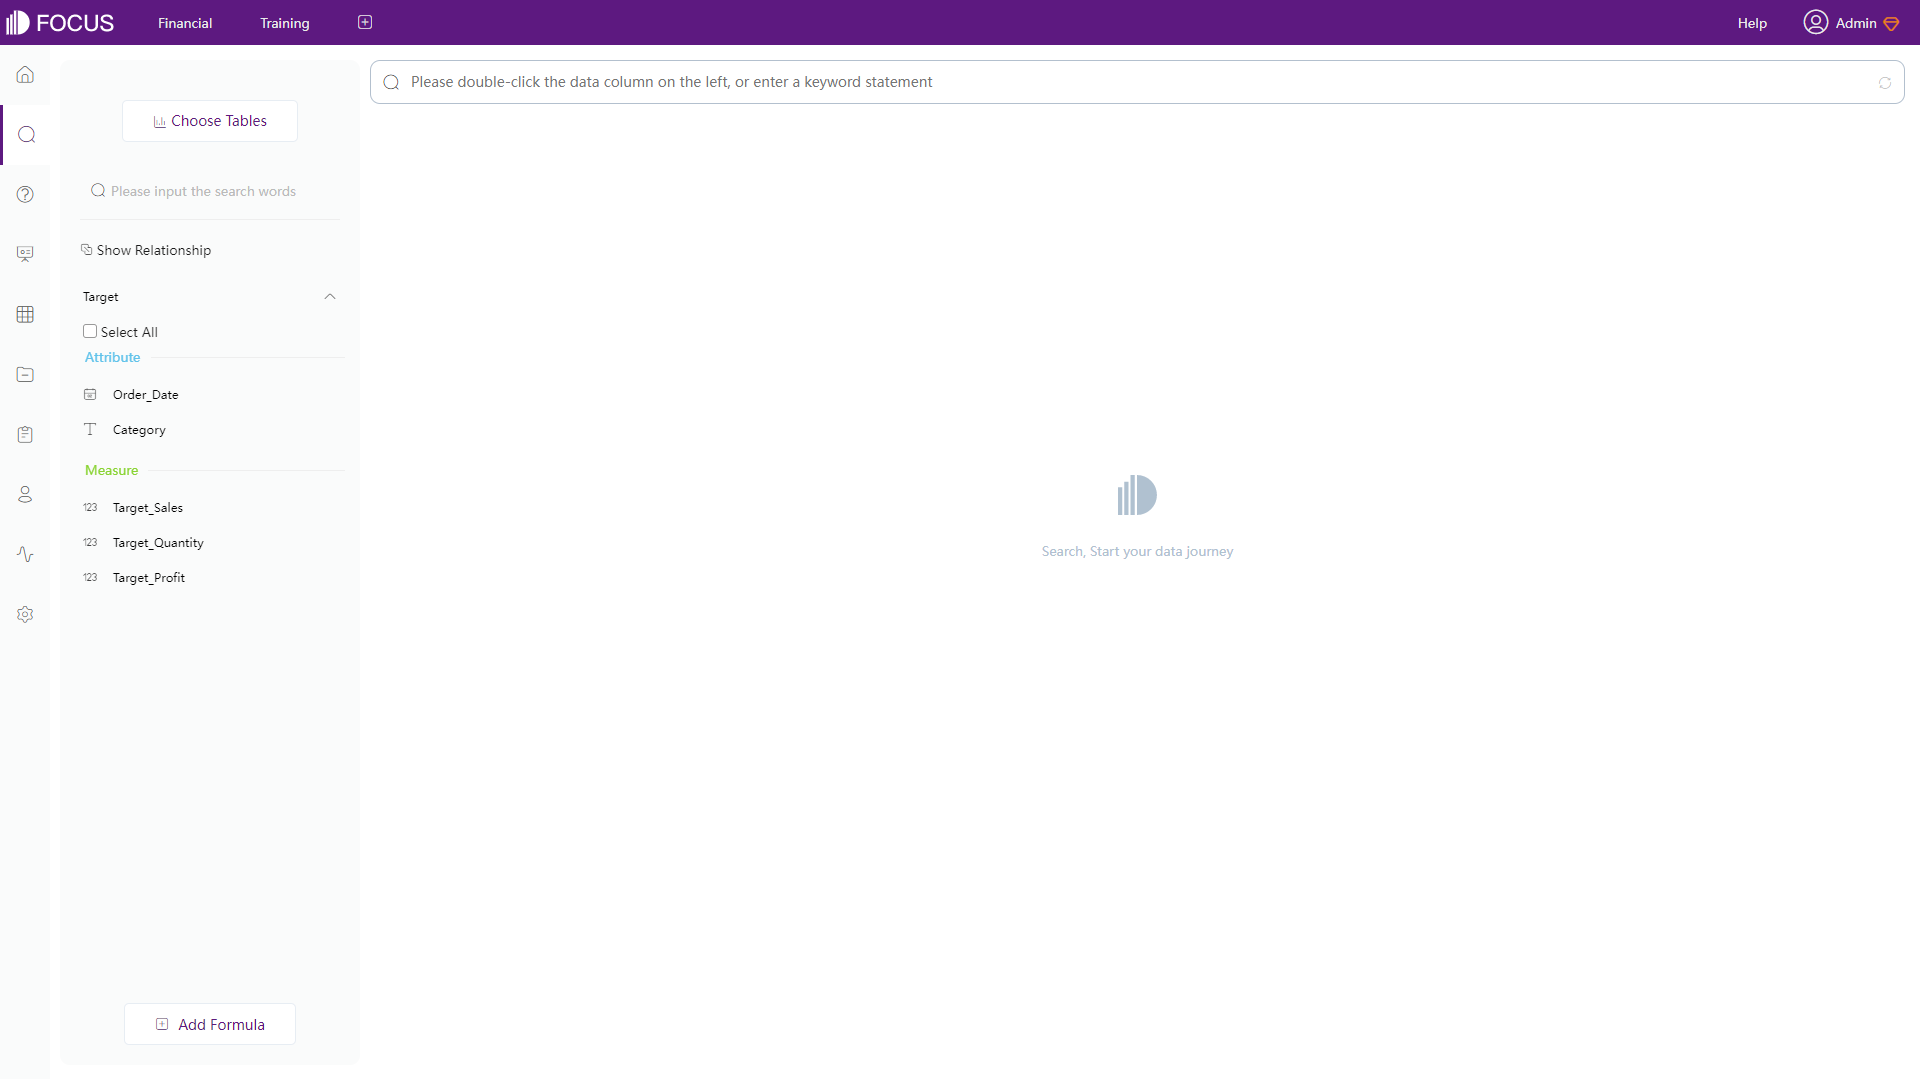 FOCUS
Financial
Training
Help
Admin
Choose Tables
Please double-click the data column on the left, or enter a keyword statement
Please input the search words
Show Relationship
Target
Select All
Attribute
Order_Date
T Category
Measure
123 Target_Sales
123 Target_Quantity
123 Target_Profit
Search, Start your data journey
Add Formula